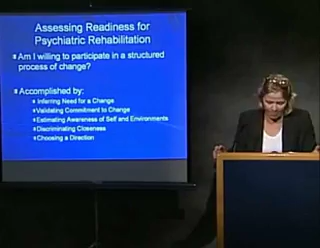 Assessing Readiness for
Psychiatric Rehabilitation
Am I willing to participate in a structured
process of change?
Accomplished by:
Inferring Need for a Change
Validating Commitment to Change
Estimating Awareness of Self and Environments
Discriminating Closeness
Choosing a Direction